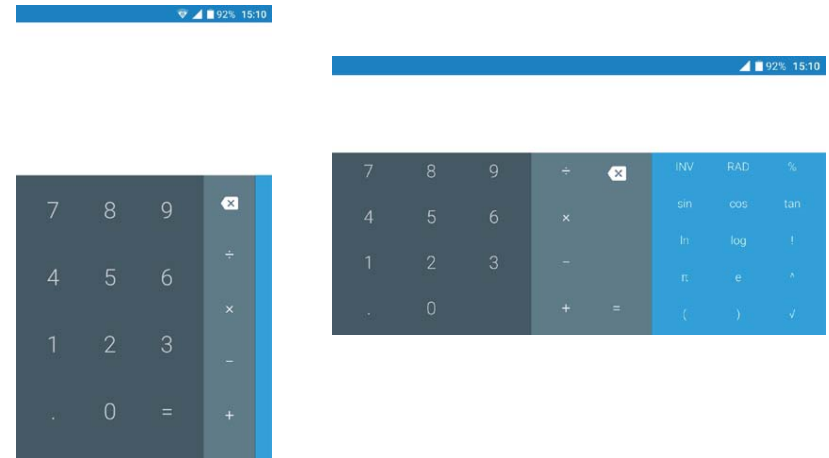 92% 15:10
7 8 9
÷
4 5 6
×
1 2 3
−
. 0 = +
92% 15:10
7 8 9 ÷ INV RAD %
4 5 6 × sin cos tan
ln log !
1 2 3 − π e ^
. 0 + = ( ) √